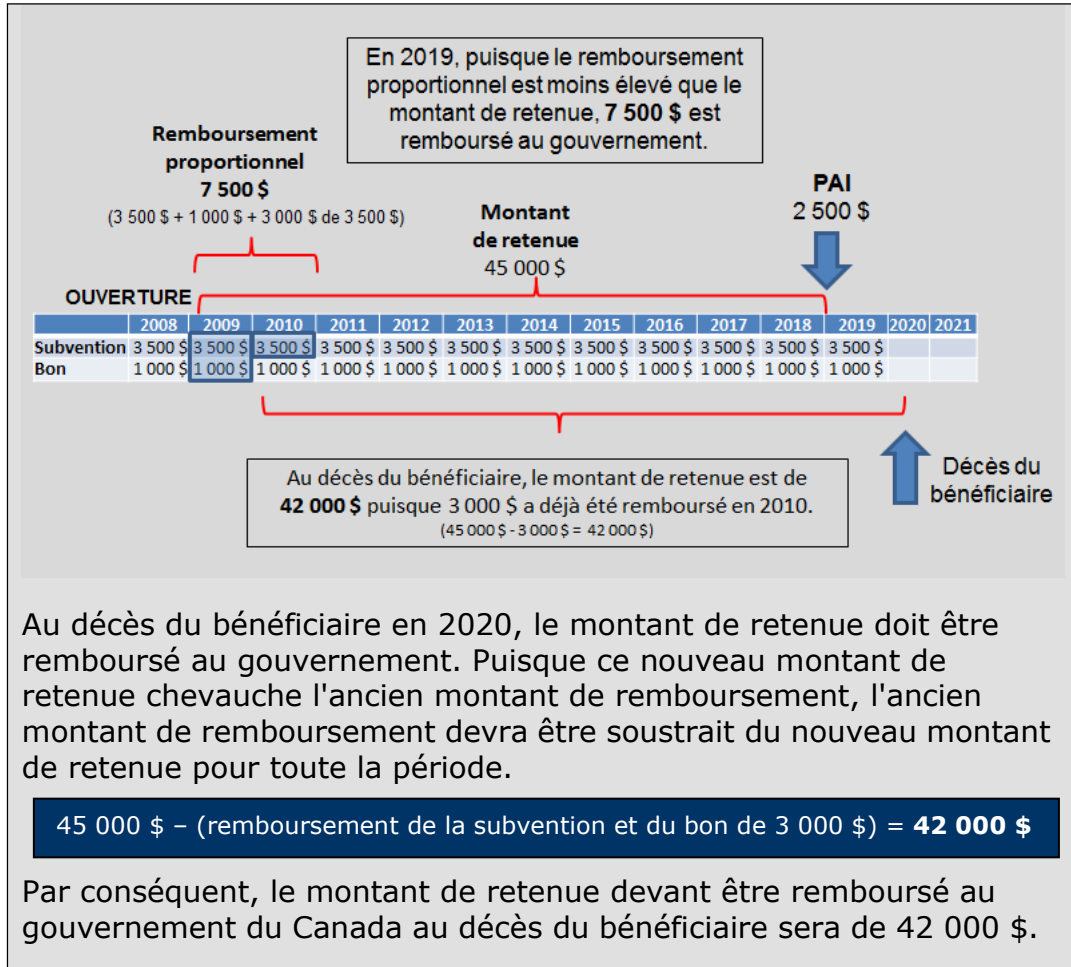 En 2019, puisque le remboursement
proportionnel est moins élevé que le
montant de retenue, 7 500 $ est
remboursé au gouvernement.
Remboursement
proportionnel
7 500 $
(3 500 $ + 1 000 $ + 3 000 $ de 3 500 $)
Montant
de retenue
45 000 $
PAI
2 500 $
OUVERTURE
2008 2009 2010 2011 2012 2013 2014 2015 2016 2017 2018 2019 2020 2021
Subvention 3 500 $ 3 500 $ 3 500 $ 3 500 $ 3 500 $ 3 500 $ 3 500 $ 3 500 $ 3 500 $ 3 500 $ 3 500 $ 3 500 $
Bon 1 000 $ 1 000 $ 1 000 $ 1 000 $ 1 000 $ 1 000 $ 1 000 $ 1 000 $ 1 000 $ 1 000 $ 1 000 $ 1 000 $
Au décès du bénéficiaire, le montant de retenue est de
42 000 $ puisque 3 000 $ a déjà été remboursé en 2010.
(45 000 $ - 3 000 $ = 42 000 $)
Décès du
bénéficiaire
Au décès du bénéficiaire en 2020, le montant de retenue doit être
remboursé au gouvernement. Puisque ce nouveau montant de
retenue chevauche l'ancien montant de remboursement, l'ancien
montant de remboursement devra être soustrait du nouveau montant
de retenue pour toute la période.
45 000 $ – (remboursement de la subvention et du bon de 3 000 $) = 42 000 $
Par conséquent, le montant de retenue devant être remboursé au
gouvernement du Canada au décès du bénéficiaire sera de 42 000 $.